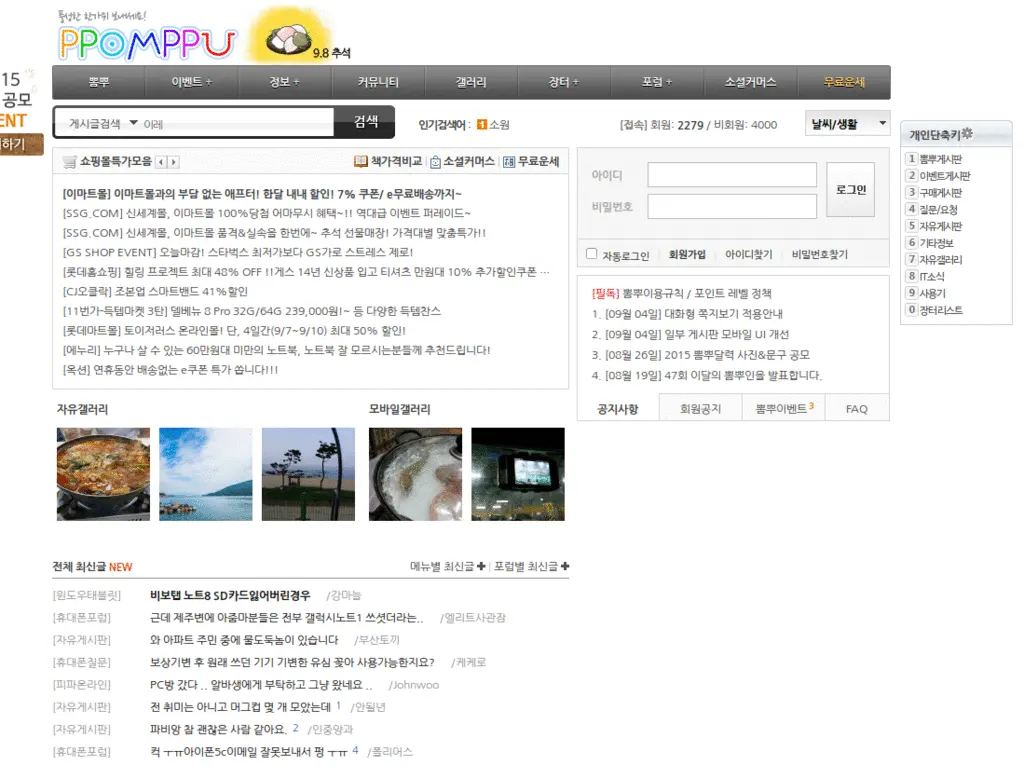 풍성한 한가위 보내세요!
PPOMPPU 9.8 추석
15
공모
ENT
하기
뽐뿌 이벤트 + 정보 + 커뮤니티 갤러리 장터 + 포럼 + 소셜커머스 무료운세
게시글검색 이레 검색 인기검색어 : 1 소원 [접속] 회원: 2279 / 비회원: 4000 날씨/생활
개인단축키
1 뽐뿌게시판
2 이벤트게시판
3 구매게시판
4 질문/요청
5 자유게시판
6 기타정보
7 자유갤러리
8 IT소식
9 사용기
0 장터리스트
쇼핑몰특가모음 책가격비교 소셜커머스 무료운세
[이마트몰] 이마트몰과의 부담 없는 애프터! 한달 내내 할인! 7% 쿠폰/ e무료배송까지~
[SSG.COM] 신세계몰, 이마트몰 100%당첨 어마무시 혜택~!! 역대급 이벤트 퍼레이드~
[SSG.COM] 신세계몰, 이마트몰 품격&실속을 한번에~ 추석 선물매장! 가격대별 맞춤특가!!
[GS SHOP EVENT] 오늘마감! 스타벅스 최저가보다 GS가로 스트레스 제로!
[롯데홈쇼핑] 힐링 프로젝트 최대 48% OFF !!게스 14년 신상품 입고 티셔츠 만원대 10% 추가할인쿠폰 ···
[CJ오클락] 조본업 스마트밴드 41%할인
[11번가-득템마켓 3탄] 델베뉴 8 Pro 32G/64G 239,000원!~ 등 다양한 득템찬스
[롯데마트몰] 토이저러스 온라인몰! 단, 4일간(9/7~9/10) 최대 50% 할인!
[에누리] 누구나 살 수 있는 60만원대 미만의 노트북, 노트북 잘 모르시는분들께 추천드립니다!
[옥션] 연휴동안 배송없는 e쿠폰 특가 쏩니다!!!
아이디
비밀번호
로그인
자동로그인 회원가입 아이디찾기 비밀번호찾기
[필독] 뽐뿌이용규칙 / 포인트 레벨 정책
1. [09월 04일] 대화형 쪽지보기 적용안내
2. [09월 04일] 일부 게시판 모바일 UI 개선
3. [08월 26일] 2015 뽐뿌달력 사진&문구 공모
4. [08월 19일] 47회 이달의 뽐뿌인을 발표합니다.
공지사항 회원공지 뽐뿌이벤트 3 FAQ
자유갤러리 모바일갤러리
전체 최신글 NEW 메뉴별 최신글 + | 포럼별 최신글 +
[윈도우태블릿] 비보탭 노트8 SD카드잃어버린경우 /강마늘
[휴대폰포럼] 근데 제주변에 아줌마분들은 전부 갤럭시노트1 쓰셧더라는.. /엘리트사관잠
[자유게시판] 와 아파트 주민 중에 물도둑놈이 있습니다 /부산토끼
[휴대폰질문] 보상기변 후 원래 쓰던 기기 기변한 유심 꽂아 사용가능한지요? /케케로
[피파온라인] PC방 갔다 .. 알바생에게 부탁하고 그냥 왔네요 .. /Johnwoo
[자유게시판] 전 취미는 아니고 머그컵 몇 개 모았는데 1 /안될년
[자유게시판] 파비앙 참 괜찮은 사람 같아요. 2 /인중양과
[휴대폰포럼] 컥 ㅜㅠ아이폰5c이메일 잘못보내서 펑 ㅜㅠ 4 /폴리어스